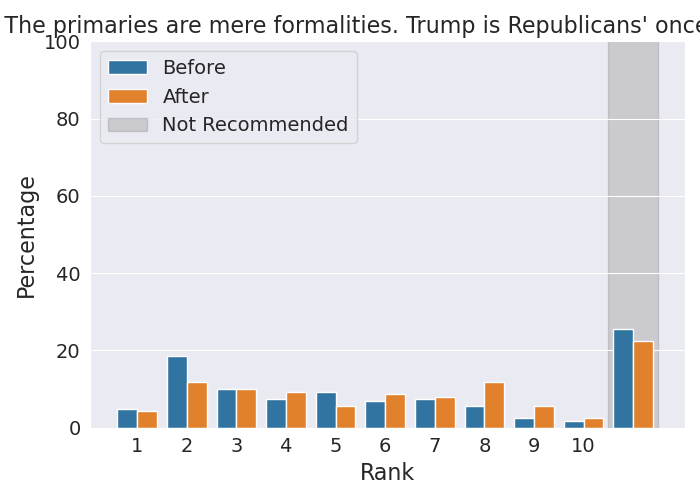 The primaries are mere formalities. Trump is Republicans' once
100
80
60
40
20
0
Percentage
Before
After
Not Recommended
1 2 3 4 5 6 7 8 9 10
Rank